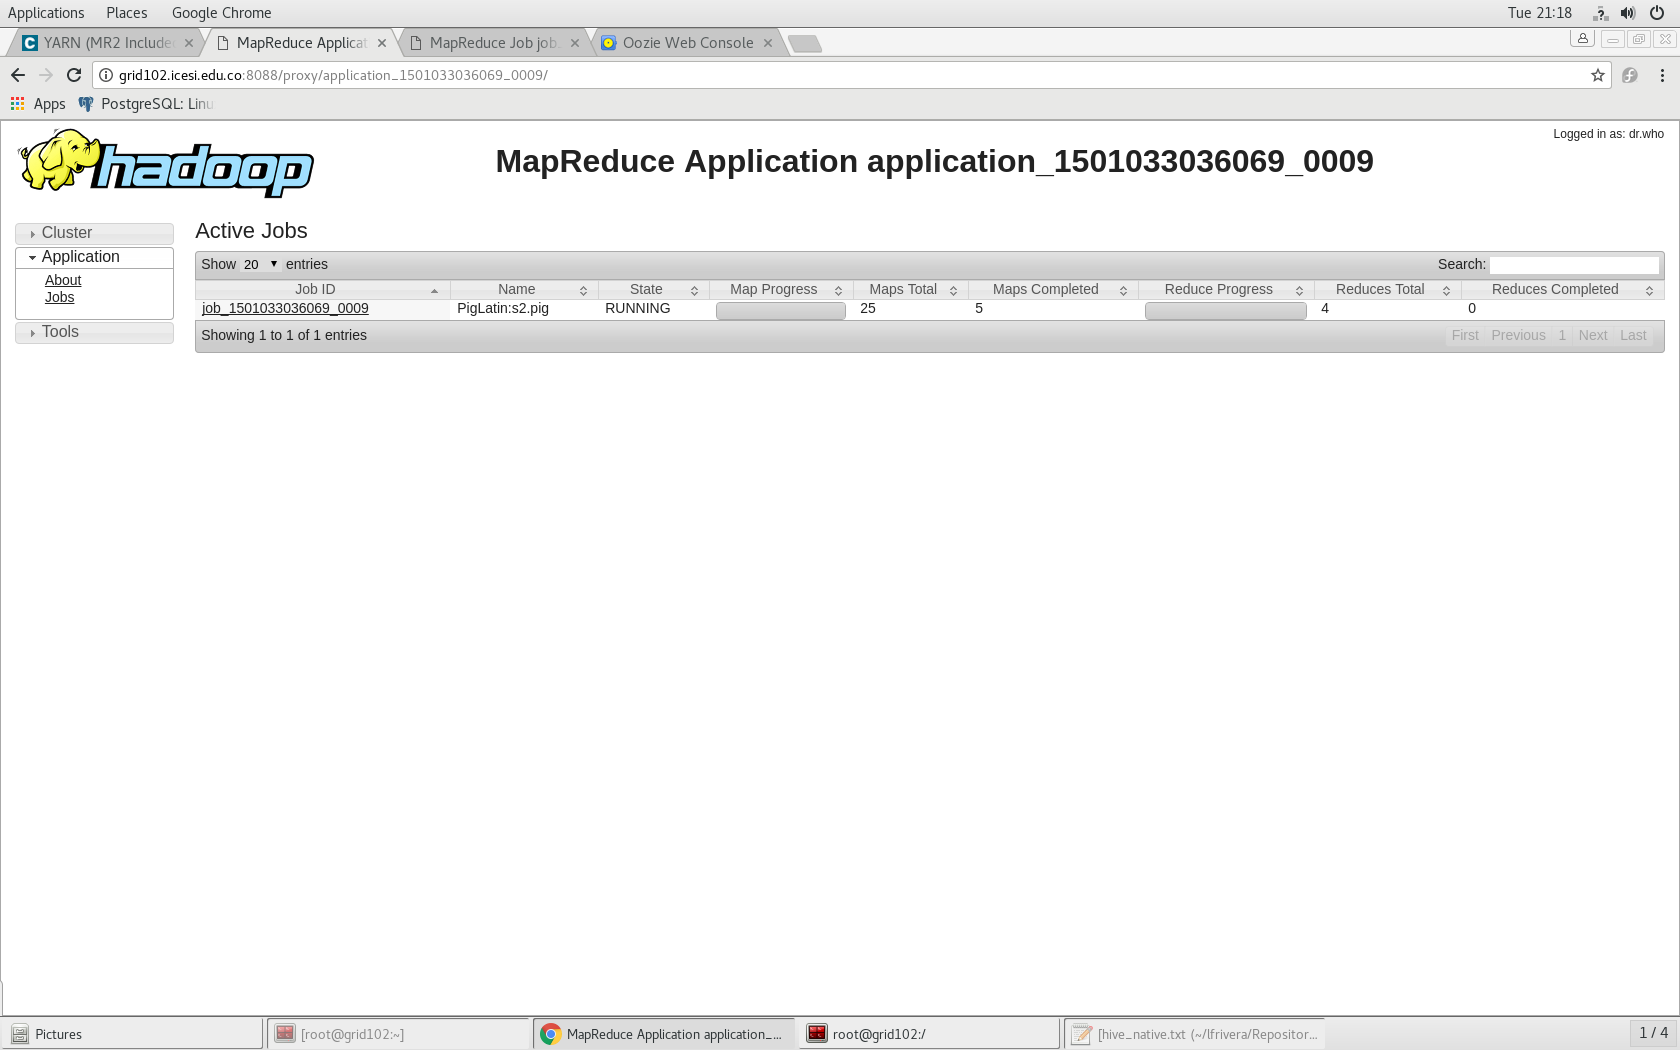 Applications Places Google Chrome Tue 21:18
YARN (MR2 Include MapReduce Applicat MapReduce Job job_ Oozie Web Console
grid102.icesi.edu.co:8088/proxy/application_1501033036069_0009/
Apps PostgreSQL: Linu
Logged in as: dr.who
hadoop
MapReduce Application application_1501033036069_0009
Cluster
Application
About
Jobs
Tools
Active Jobs
Show 20 entries Search:
Job ID Name State Map Progress Maps Total Maps Completed Reduce Progress Reduces Total Reduces Completed
job_1501033036069_0009 PigLatin:s2.pig RUNNING 25 5 4 0
Showing 1 to 1 of 1 entries First Previous 1 Next Last
Pictures [root@grid102:~] MapReduce Application application_... root@grid102:/ [hive_native.txt (~/lfrivera/Repositor... 1 / 4